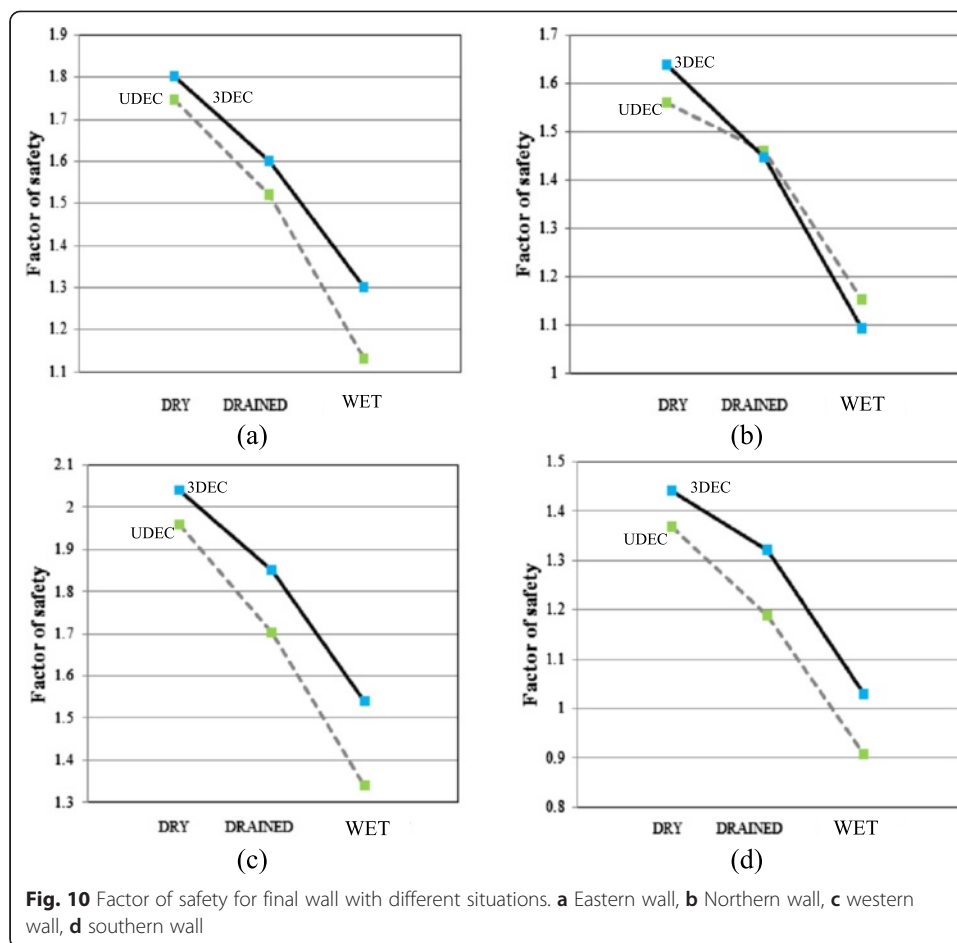 1.9
1.8
1.7
1.6
1.5
1.4
1.3
1.2
1.1
Factor of safety
UDEC
3DEC
DRY DRAINED WET
(a)
1.7
1.6
1.5
1.4
1.3
1.2
1.1
1
Factor of safety
3DEC
UDEC
DRY DRAINED WET
(b)
2.1
2
1.9
1.8
1.7
1.6
1.5
1.4
1.3
Factor of safety
3DEC
UDEC
DRY DRAINED WET
(c)
1.5
1.4
1.3
1.2
1.1
1
0.9
0.8
Factor of safety
3DEC
UDEC
DRY DRAINED WET
(d)
Fig. 10 Factor of safety for final wall with different situations. a Eastern wall, b Northern wall, c western
wall, d southern wall